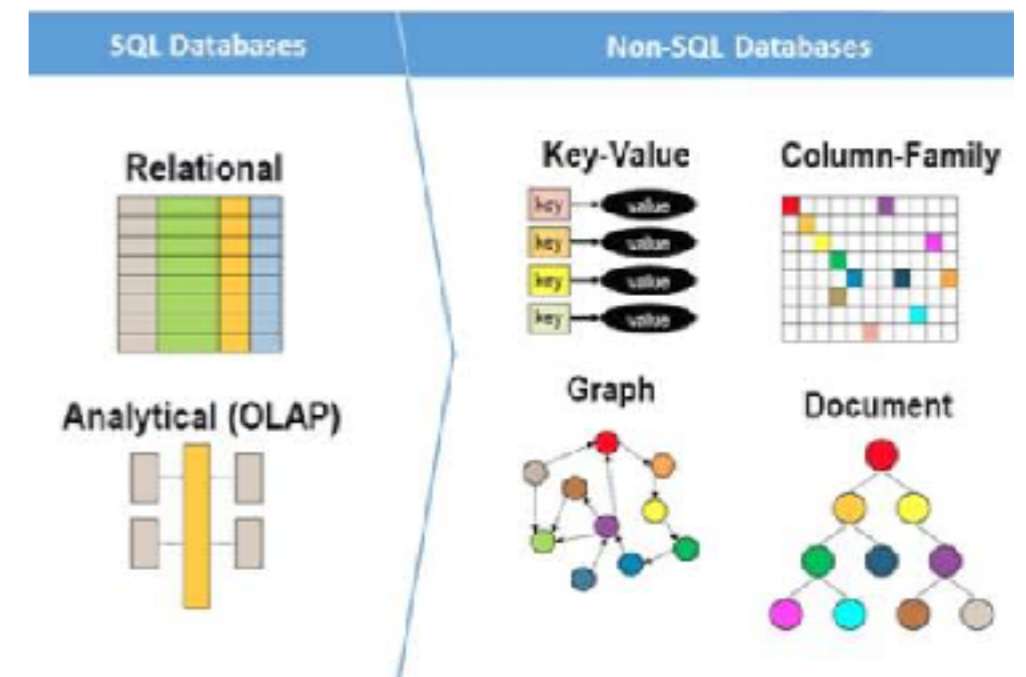 SQL Databases
Non-SQL Databases
Relational
Analytical (OLAP)
Key-Value
key value
key value
key value
key value
Column-Family
Graph
Document